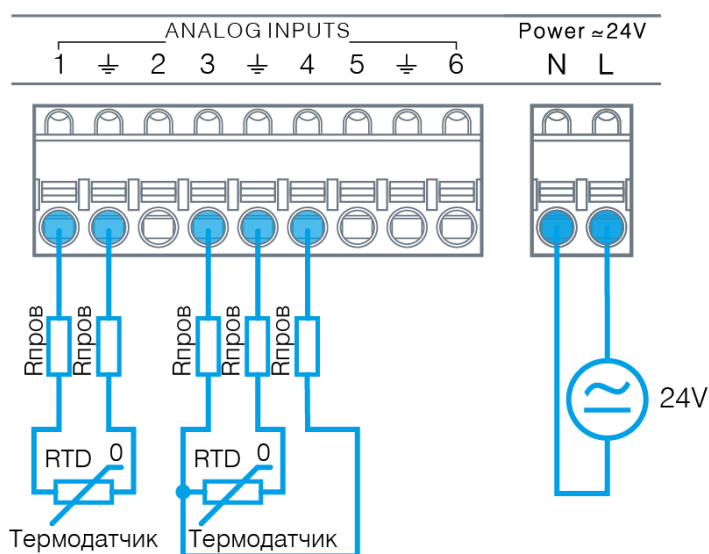 ANALOG INPUTS Power ≃24V
1 ⏚ 2 3 ⏚ 4 5 ⏚ 6 N L
Rпров Rпров Rпров Rпров Rпров
24V
RTD 0 RTD 0
Термодатчик Термодатчик